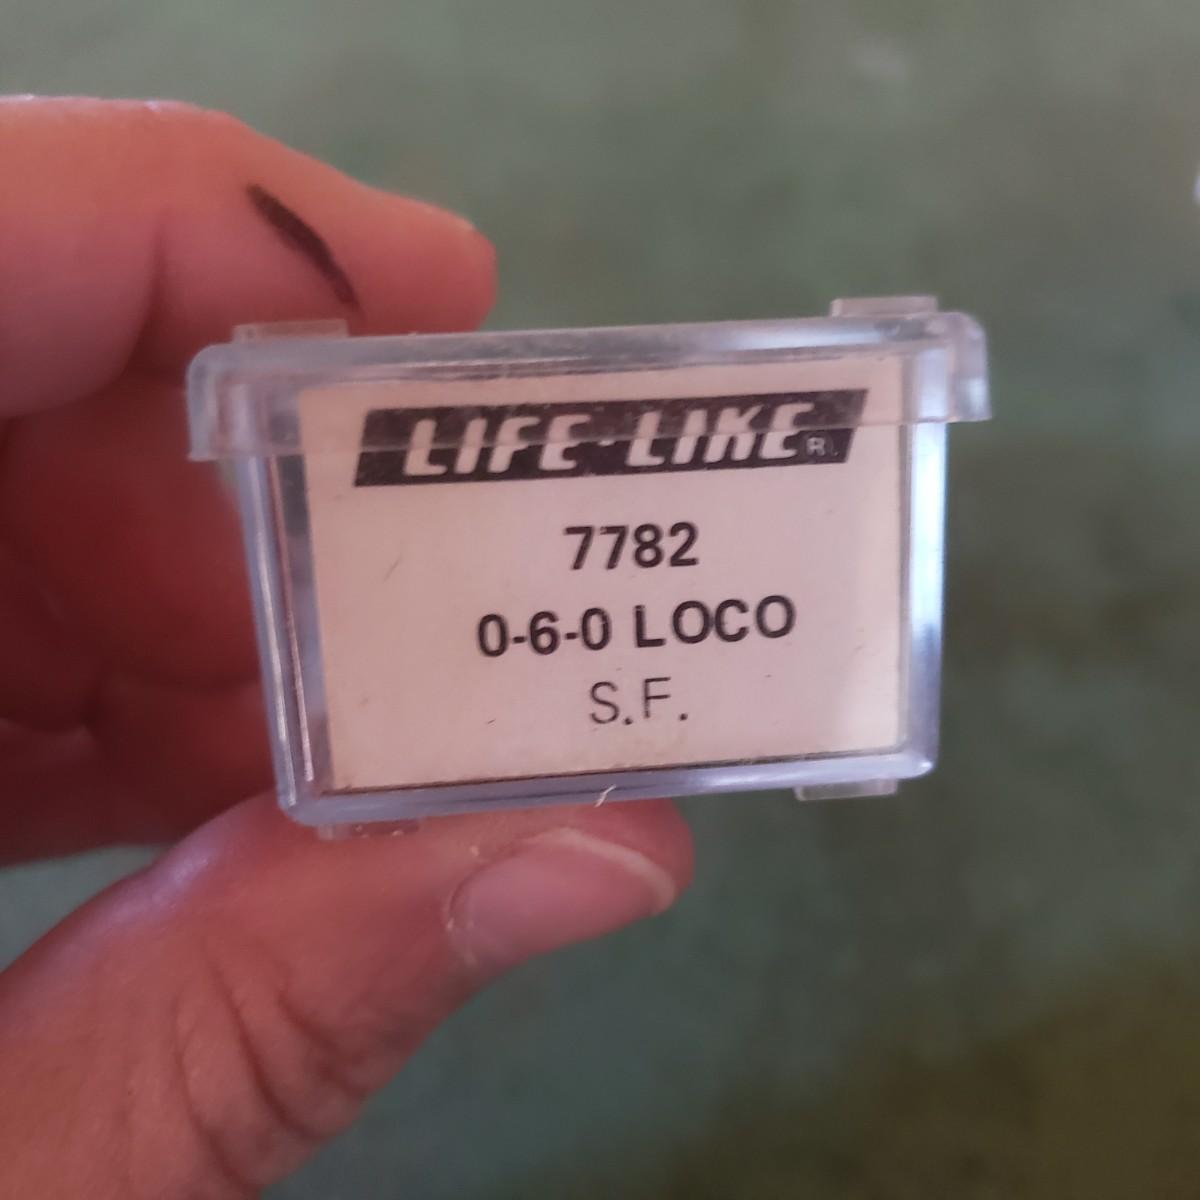 LIFE-LIKE®
7782
0-6-0 LOCO
S.F.